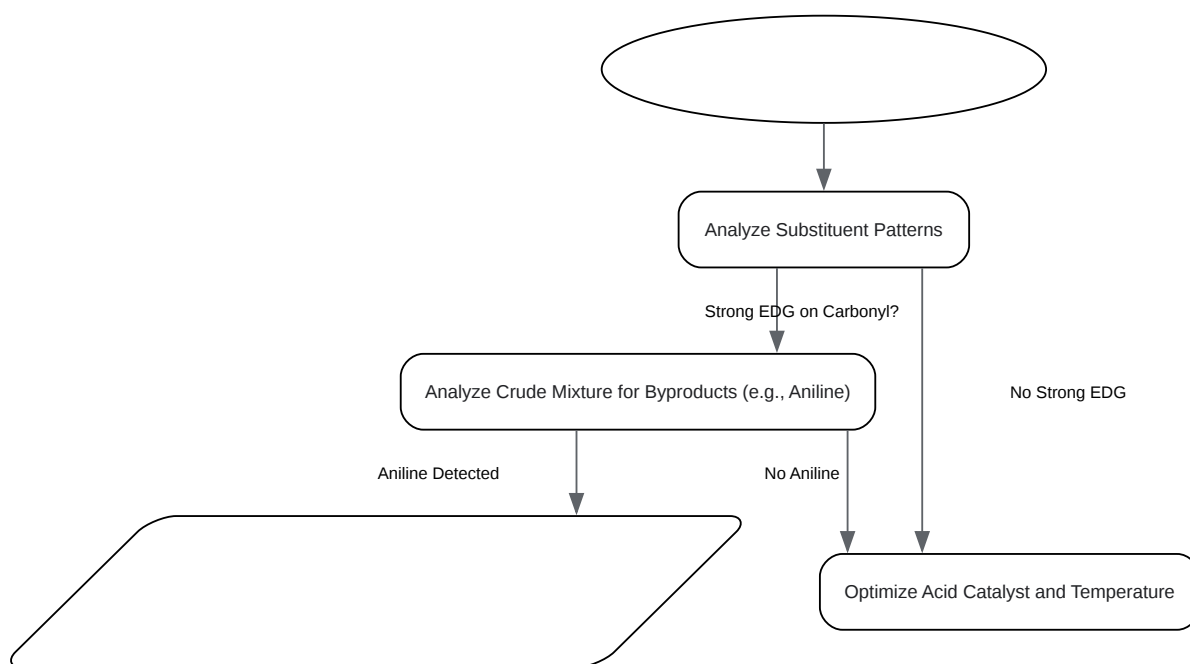 Analyze Substituent Patterns
Strong EDG on Carbonyl?
Analyze Crude Mixture for Byproducts (e.g., Aniline)
No Strong EDG
Aniline Detected
No Aniline
Optimize Acid Catalyst and Temperature